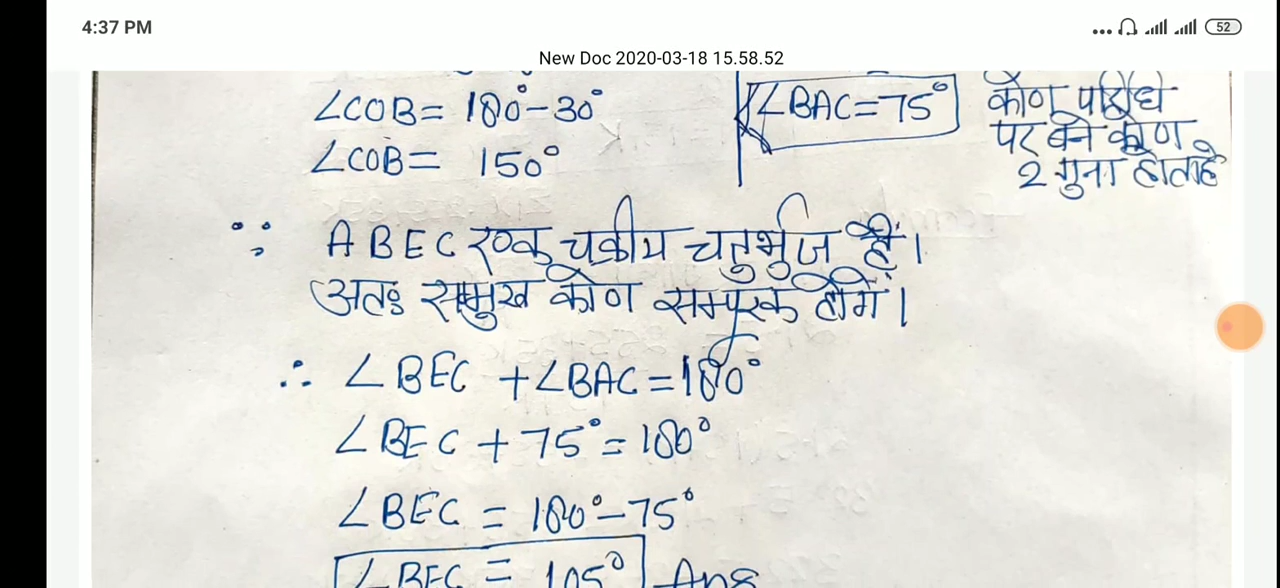 4:37 PM
52
New Doc 2020-03-18 15.58.52
∠COB = 180° - 30°
∠COB = 150°
∠BAC = 75°
कोण परिधि
पर बने कोण
2 गुना होता है
∵ ABEC एक चक्रीय चतुर्भुज है।
अतः सम्मुख कोण सम्पूरक होंगे।
∴ ∠BEC + ∠BAC = 180°
∠BEC + 75° = 180°
∠BEC = 180° - 75°
∠BEC = 105° Ans